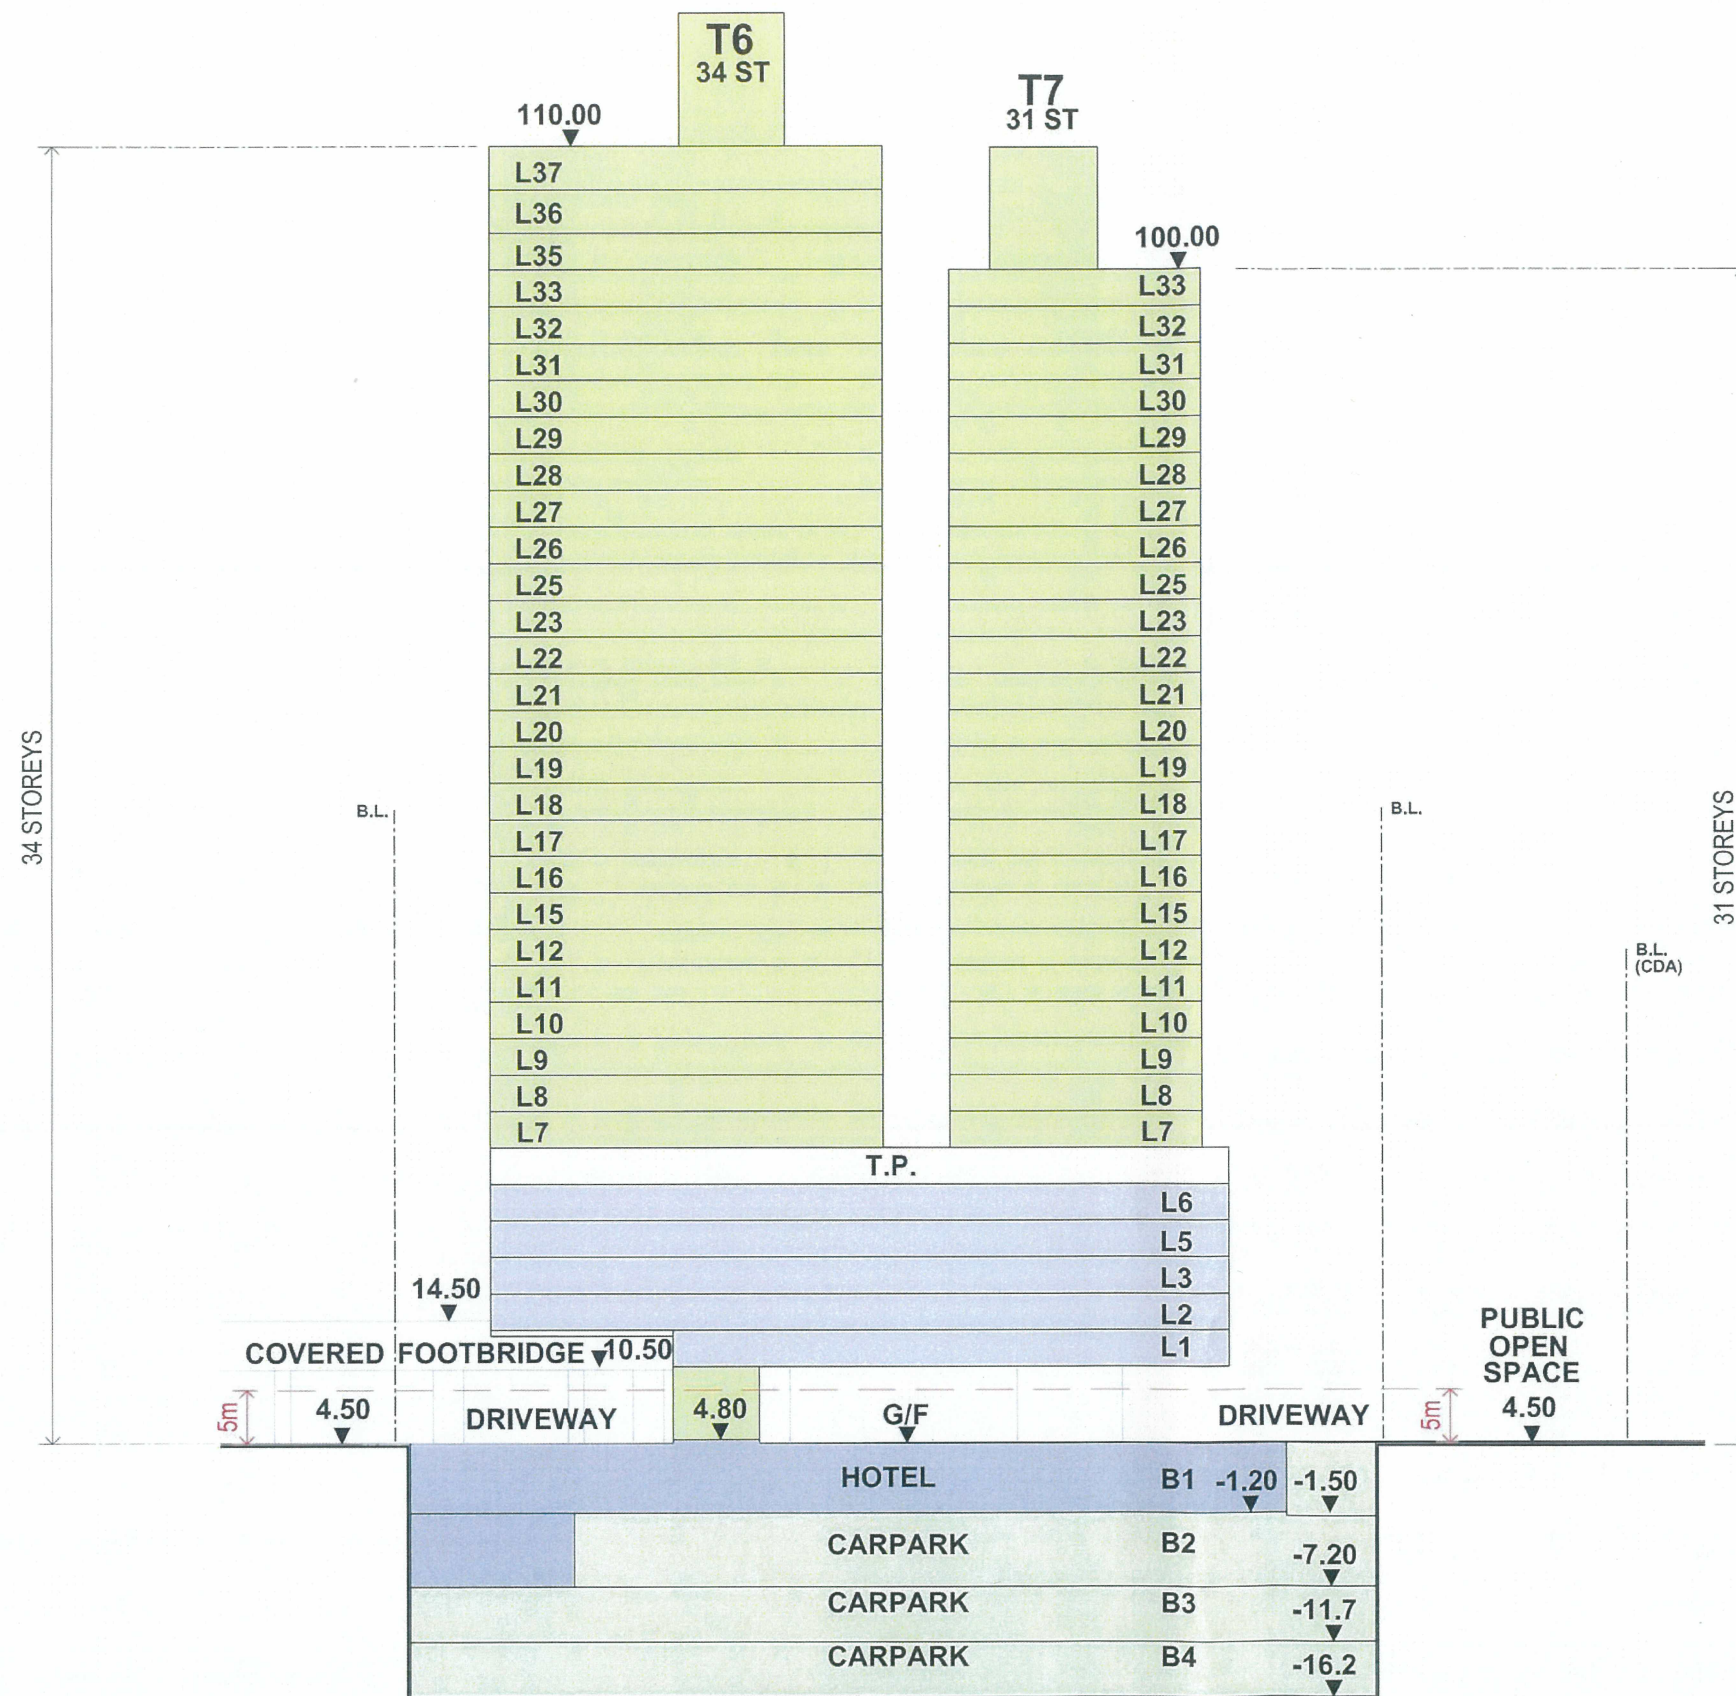 T6
34 ST
T7
31 ST
110.00
100.00
L37
L36
L35
L33
L32
L31
L30
L29
L28
L27
L26
L25
L23
L22
L21
L20
L19
L18
L17
L16
L15
L12
L11
L10
L9
L8
L7
L33
L32
L31
L30
L29
L28
L27
L26
L25
L23
L22
L21
L20
L19
L18
L17
L16
L15
L12
L11
L10
L9
L8
L7
34 STOREYS
31 STOREYS
B.L.
B.L.
B.L.
(CDA)
T.P.
L6
L5
L3
L2
L1
14.50
COVERED FOOTBRIDGE 10.50
PUBLIC
OPEN
SPACE
4.50
5m
4.50
DRIVEWAY
4.80
G/F
DRIVEWAY
5m
HOTEL B1 -1.20 -1.50
CARPARK B2 -7.20
CARPARK B3 -11.7
CARPARK B4 -16.2